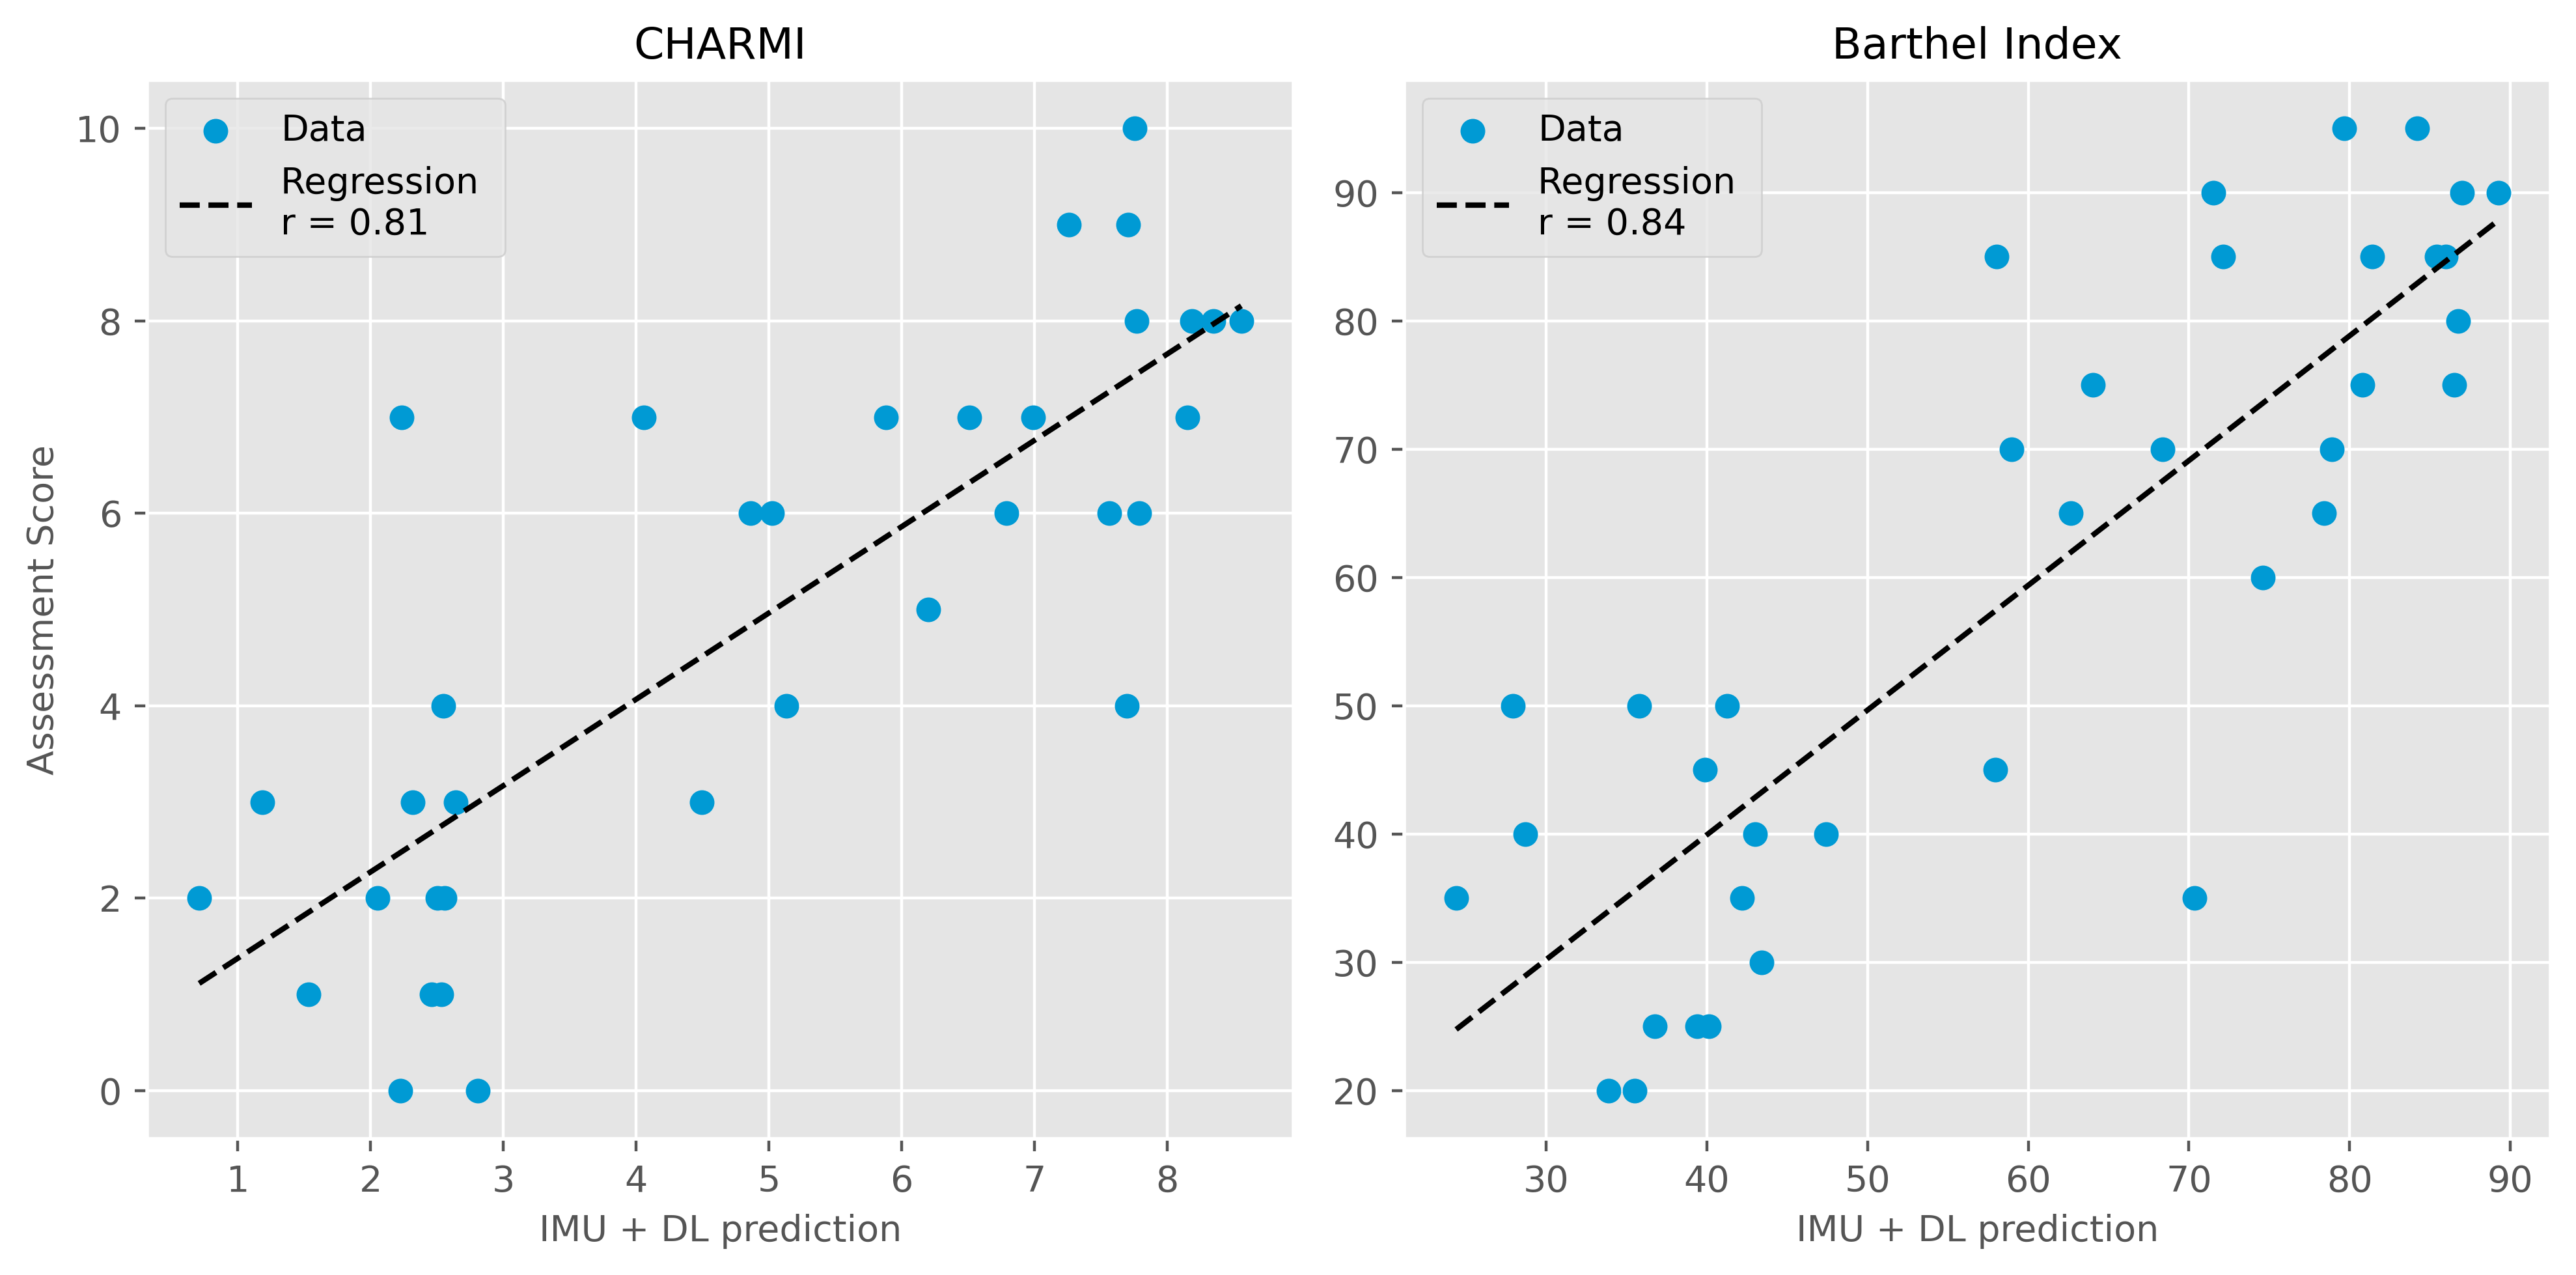 CHARMI
Data
Regression
r = 0.81
10
8
6
4
2
0
Assessment Score
1 2 3 4 5 6 7 8
IMU + DL prediction
Barthel Index
Data
Regression
r = 0.84
90
80
70
60
50
40
30
20
30 40 50 60 70 80 90
IMU + DL prediction